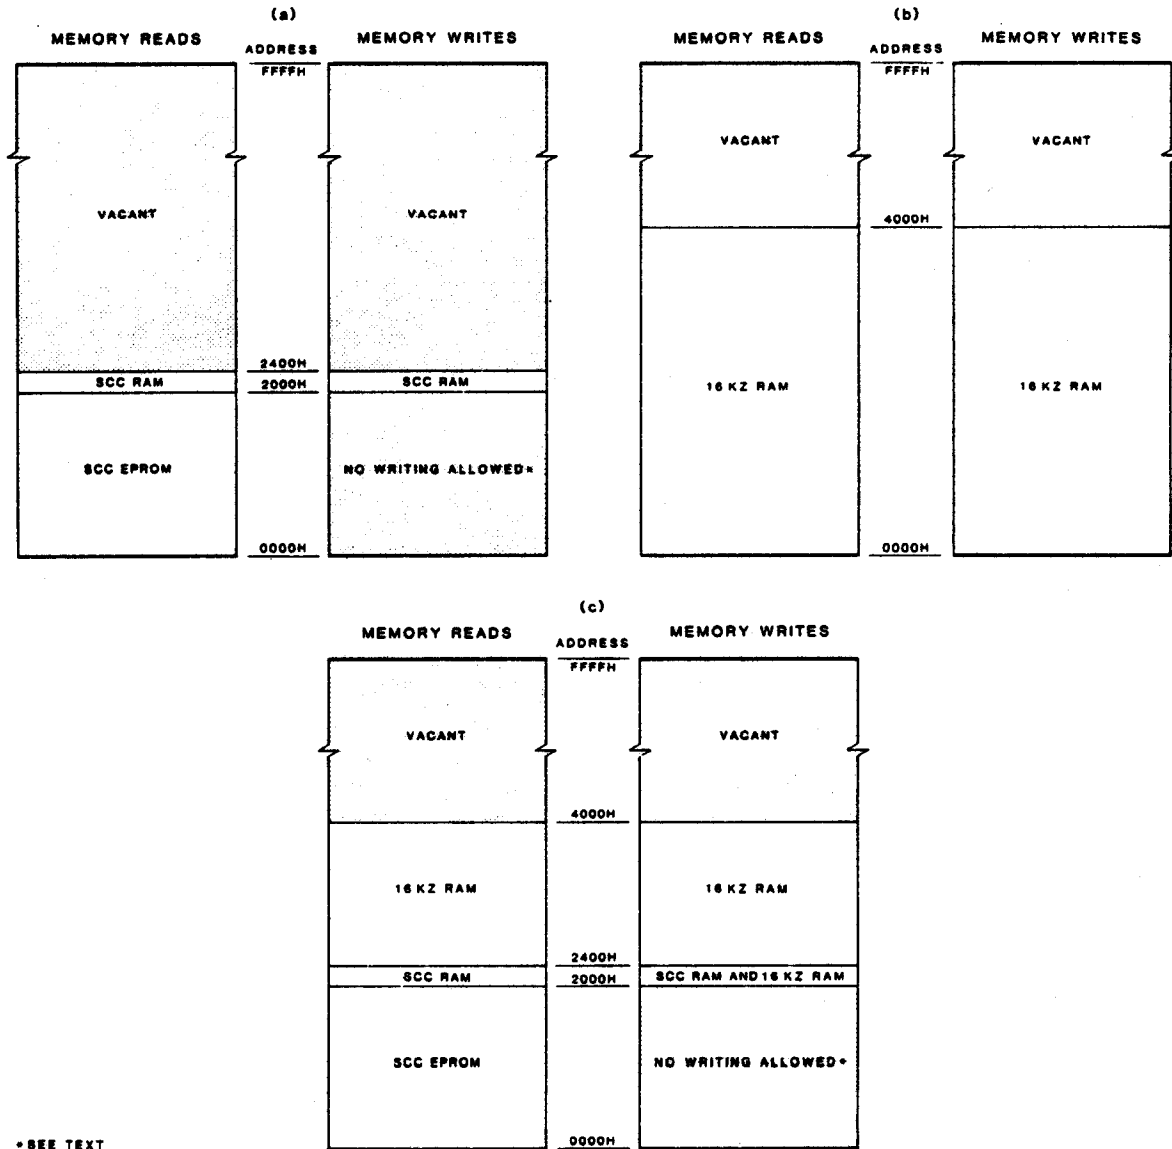 (a)
MEMORY READS
ADDRESS
MEMORY WRITES
FFFFH
VACANT
VACANT
2400H
SCC RAM
2000H
SCC RAM
SCC EPROM
NO WRITING ALLOWED*
0000H
(b)
MEMORY READS
ADDRESS
MEMORY WRITES
FFFFH
VACANT
VACANT
4000H
16 KZ RAM
16 KZ RAM
0000H
(c)
MEMORY READS
ADDRESS
MEMORY WRITES
FFFFH
VACANT
VACANT
4000H
16 KZ RAM
16 KZ RAM
2400H
SCC RAM
2000H
SCC RAM AND 16 KZ RAM
SCC EPROM
NO WRITING ALLOWED*
0000H
*SEE TEXT